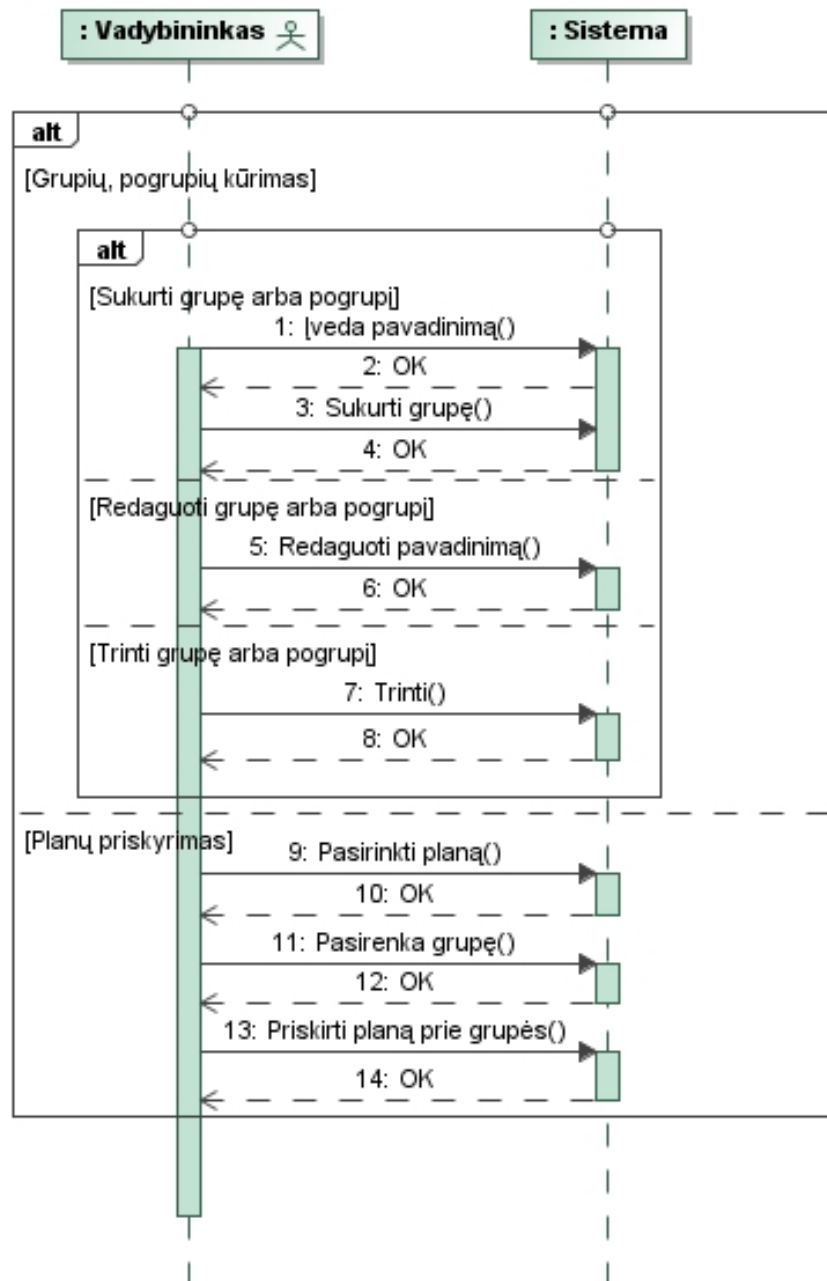 : Vadybininkas
: Sistema
alt
[Grupių, pogrupių kūrimas]
alt
[Sukurti grupę arba pogrupį]
1: Įveda pavadinimą()
2: OK
3: Sukurti grupę()
4: OK
[Redaguoti grupę arba pogrupį]
5: Redaguoti pavadinimą()
6: OK
[Trinti grupę arba pogrupį]
7: Trinti()
8: OK
[Planų priskyrimas]
9: Pasirinkti planą()
10: OK
11: Pasirenka grupę()
12: OK
13: Priskirti planą prie grupės()
14: OK